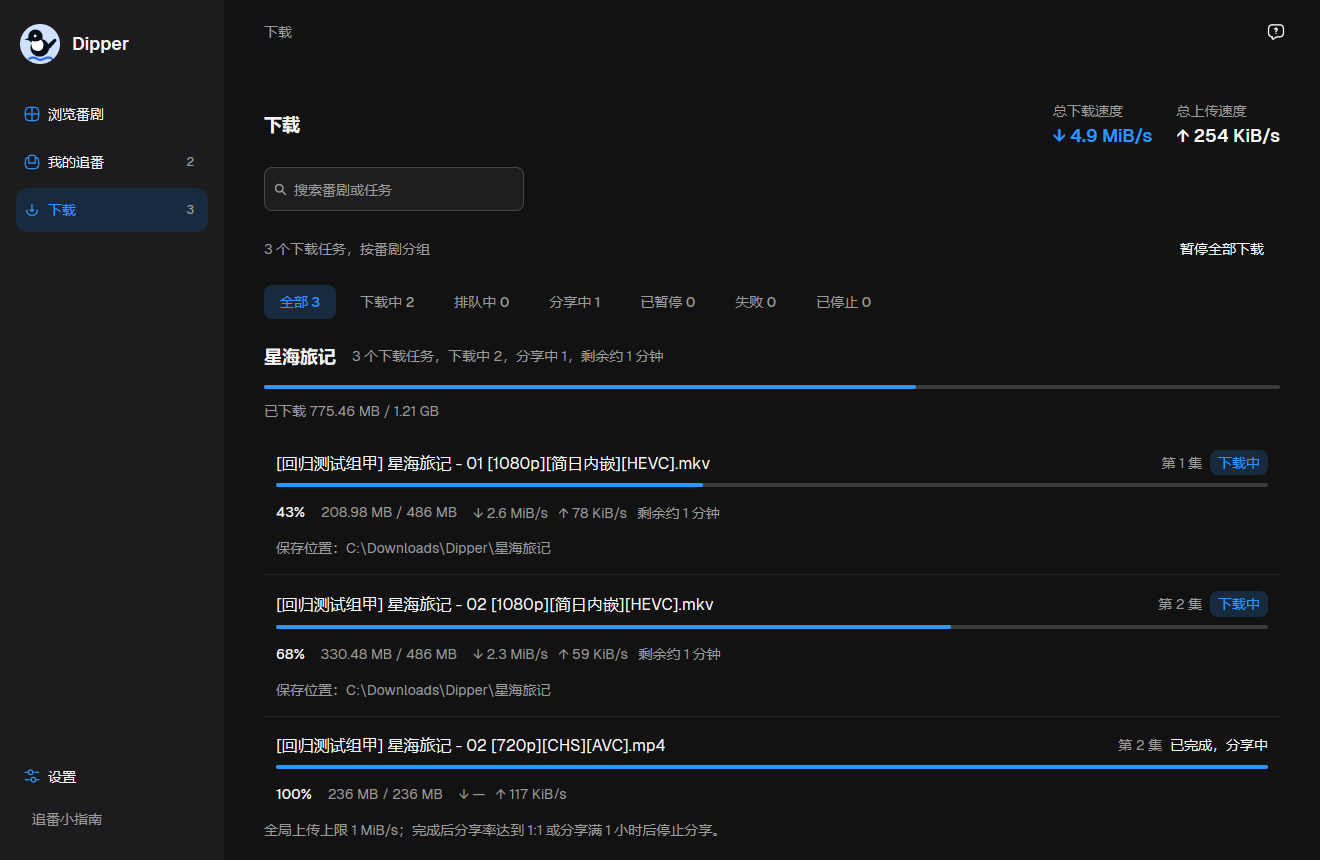 Dipper
下载
浏览番剧
我的追番 2
下载 3
设置
追番小指南
下载
总下载速度 总上传速度
↓ 4.9 MiB/s ↑ 254 KiB/s
搜索番剧或任务
3 个下载任务，按番剧分组 暂停全部下载
全部 3 下载中 2 排队中 0 分享中 1 已暂停 0 失败 0 已停止 0
星海旅记 3 个下载任务，下载中 2，分享中 1，剩余约 1 分钟
已下载 775.46 MB / 1.21 GB
[回归测试组甲] 星海旅记 - 01 [1080p][简日内嵌][HEVC].mkv 第 1 集 下载中
43% 208.98 MB / 486 MB ↓ 2.6 MiB/s ↑ 78 KiB/s 剩余约 1 分钟
保存位置：C:\Downloads\Dipper\星海旅记
[回归测试组甲] 星海旅记 - 02 [1080p][简日内嵌][HEVC].mkv 第 2 集 下载中
68% 330.48 MB / 486 MB ↓ 2.3 MiB/s ↑ 59 KiB/s 剩余约 1 分钟
保存位置：C:\Downloads\Dipper\星海旅记
[回归测试组甲] 星海旅记 - 02 [720p][CHS][AVC].mp4 第 2 集 已完成，分享中
100% 236 MB / 236 MB ↓ — ↑ 117 KiB/s
全局上传上限 1 MiB/s；完成后分享率达到 1:1 或分享满 1 小时后停止分享。